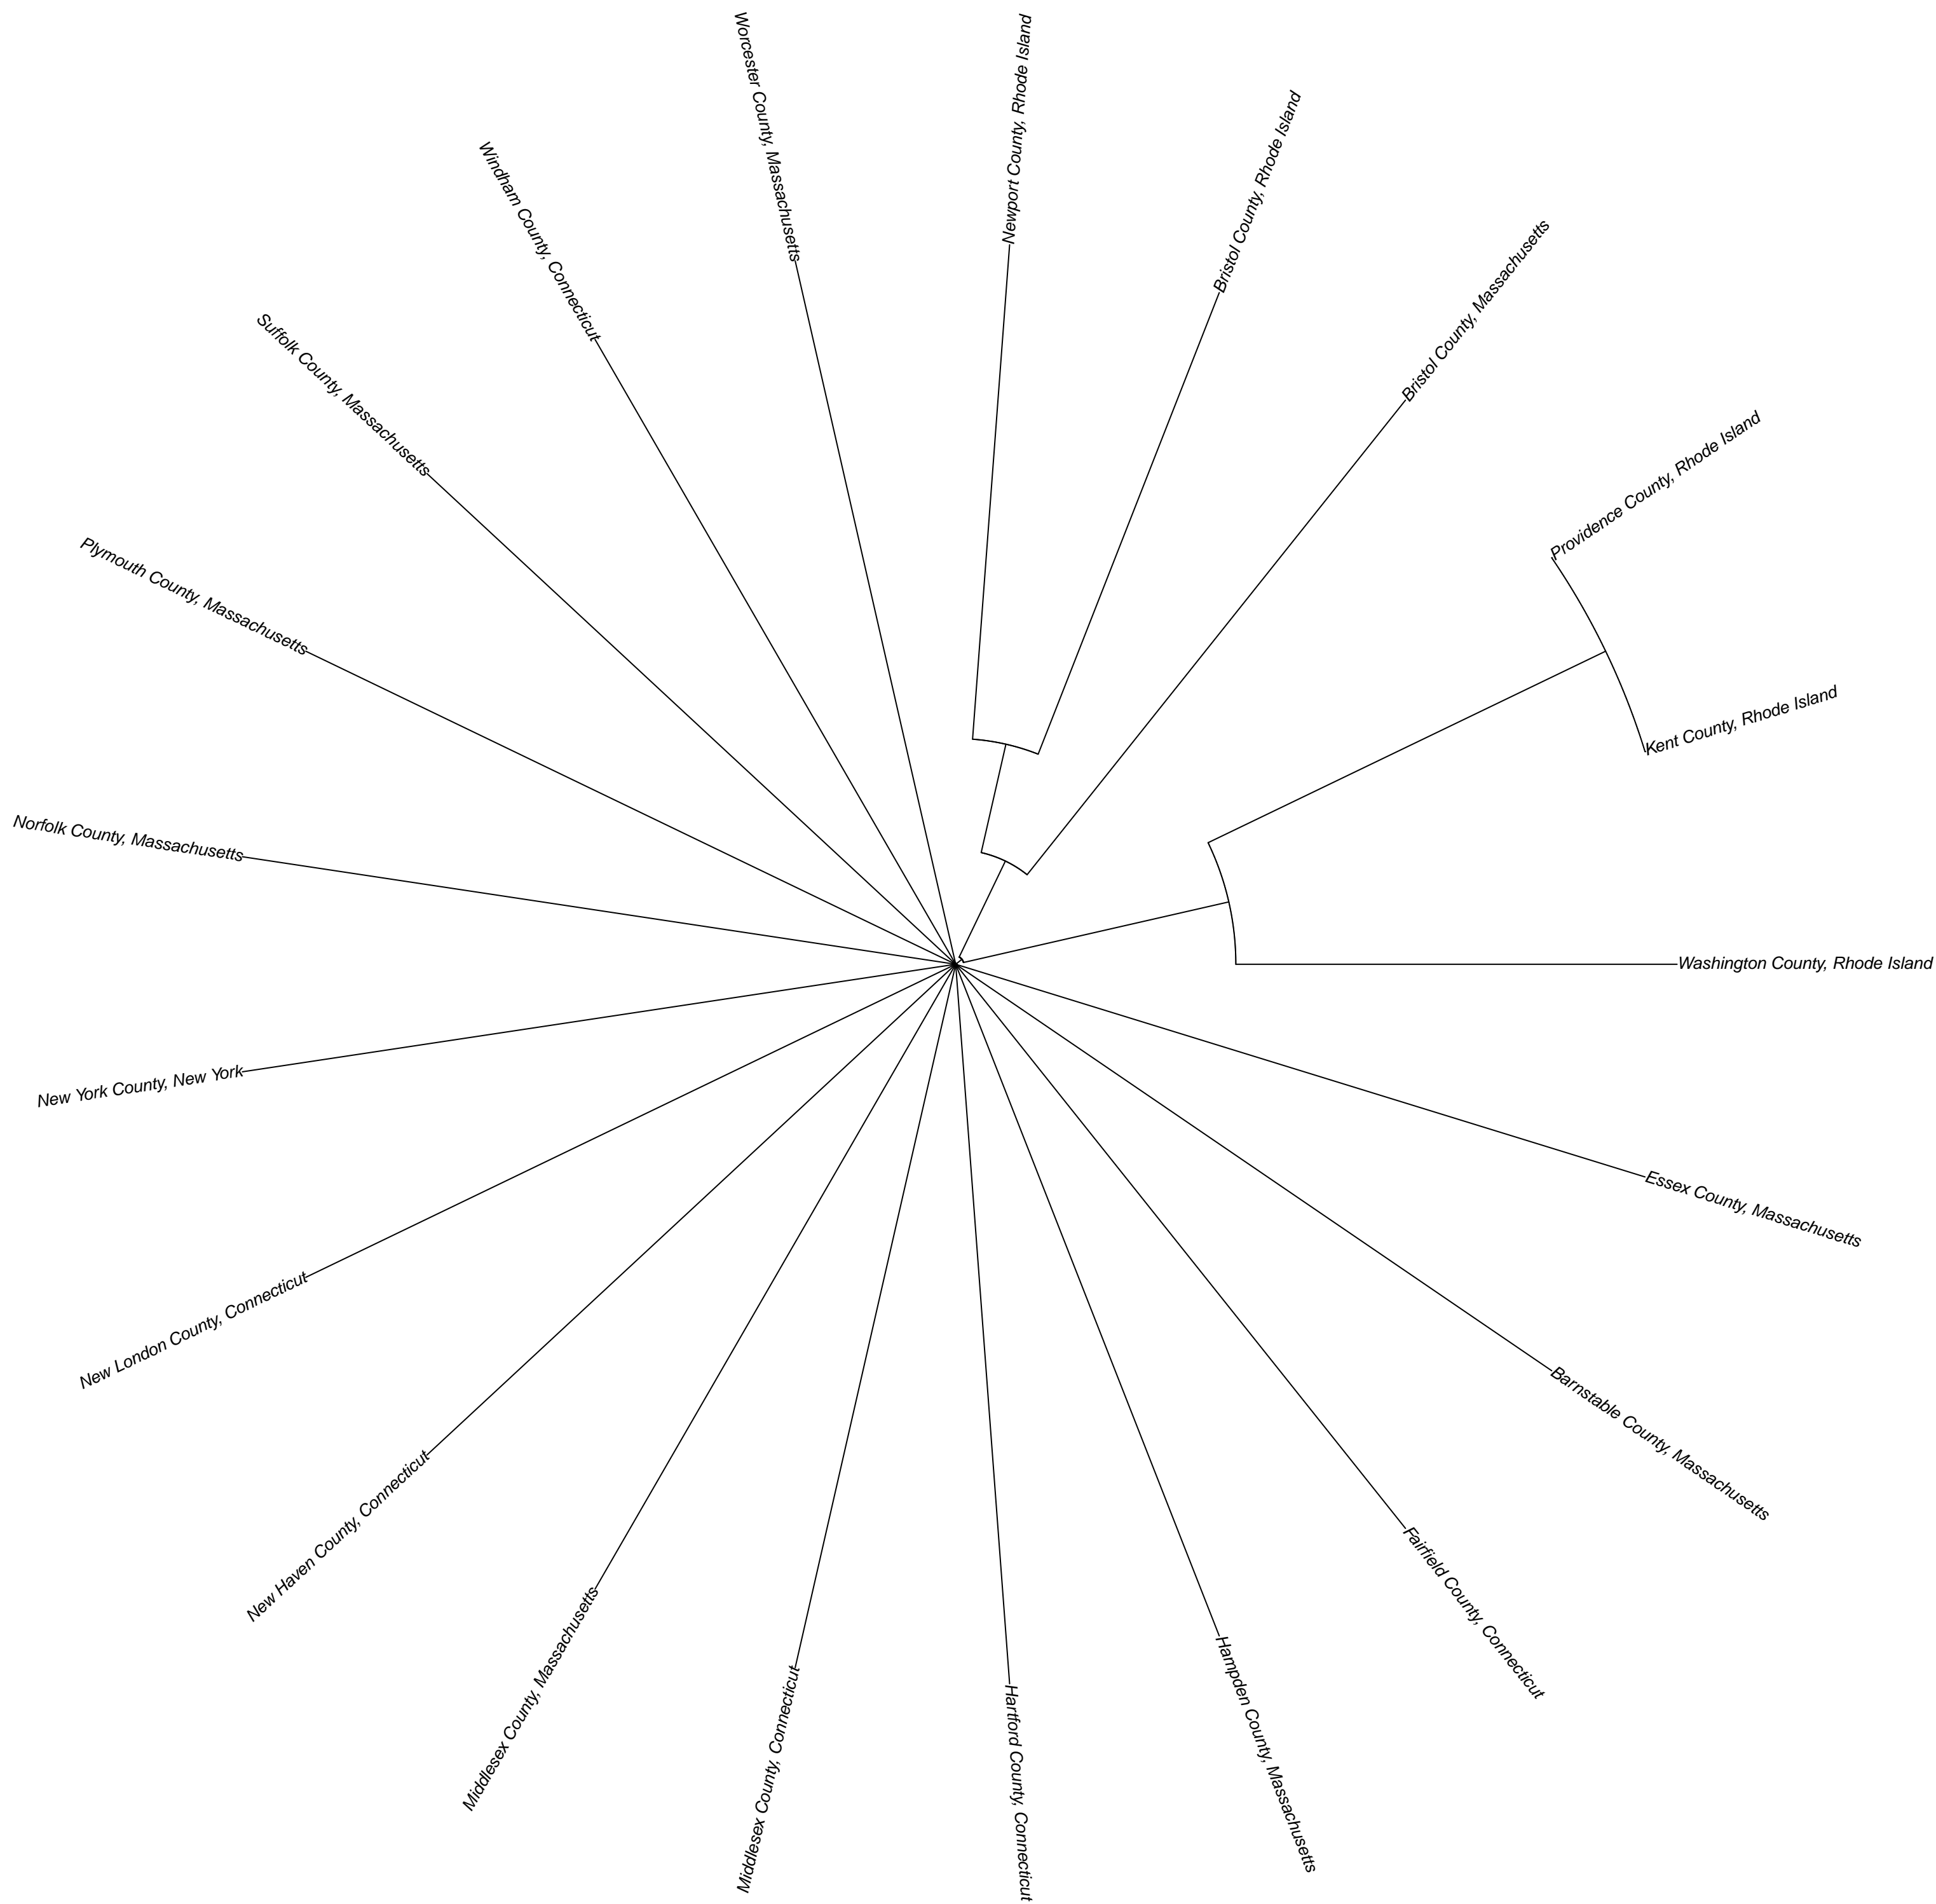 Worcester County, Massachusetts
Newport County, Rhode Island
Bristol County, Rhode Island
Windham County, Connecticut
Bristol County, Massachusetts
Suffolk County, Massachusetts
Providence County, Rhode Island
Plymouth County, Massachusetts
Kent County, Rhode Island
Norfolk County, Massachusetts
Washington County, Rhode Island
New York County, New York
Essex County, Massachusetts
New London County, Connecticut
Barnstable County, Massachusetts
New Haven County, Connecticut
Fairfield County, Connecticut
Middlesex County, Massachusetts
Hampden County, Massachusetts
Middlesex County, Connecticut
Hartford County, Connecticut